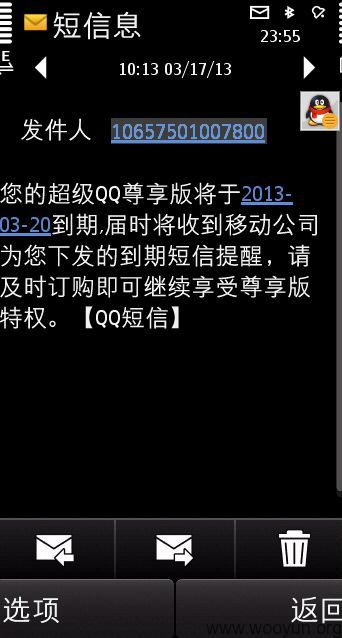 短信息
23:55
10:13 03/17/13
发件人 10657501007800
您的超级QQ尊享版将于2013-
03-20到期,届时将收到移动公司
为您下发的到期短信提醒，请
及时订购即可继续享受尊享版
特权。【QQ短信】
选项
返回
www.wooyun.org